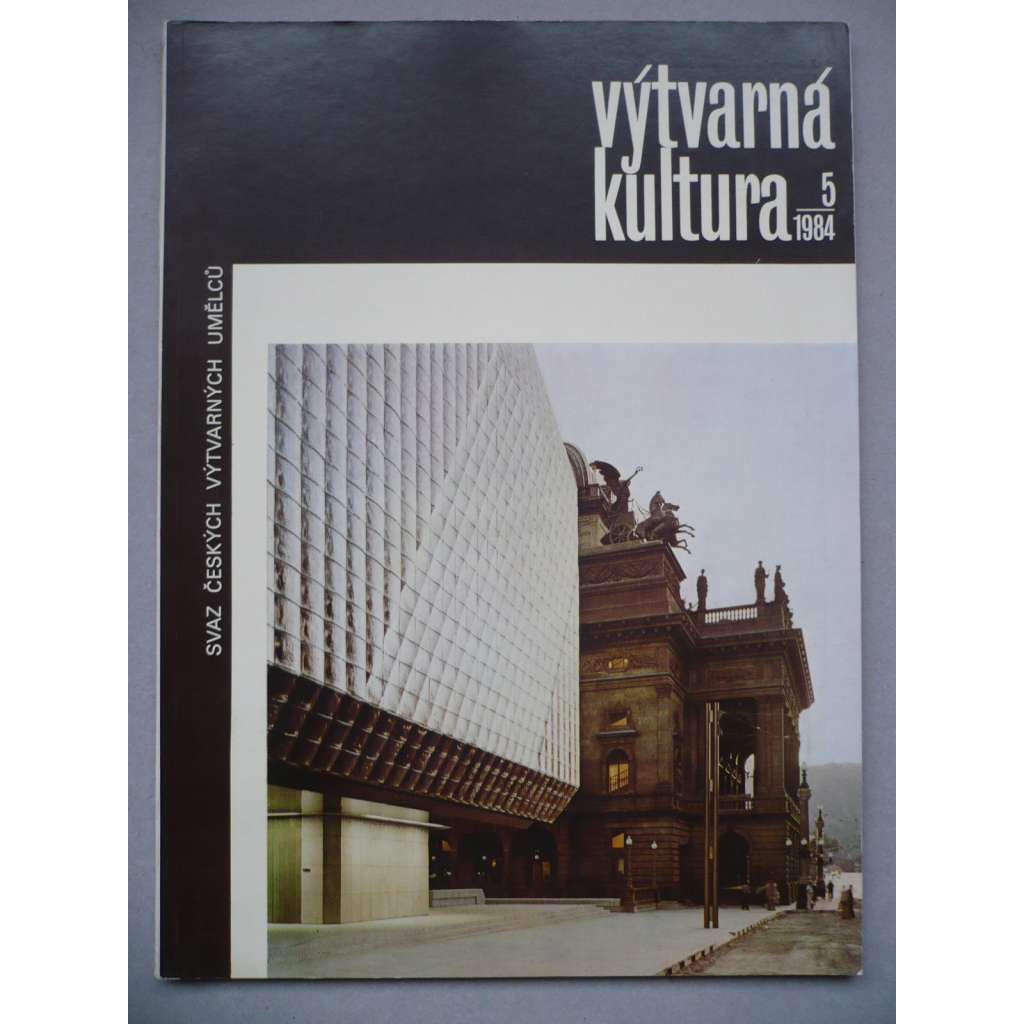 výtvarná
kultura 5
1984
SVAZ ČESKÝCH VÝTVARNÝCH UMĚLCŮ